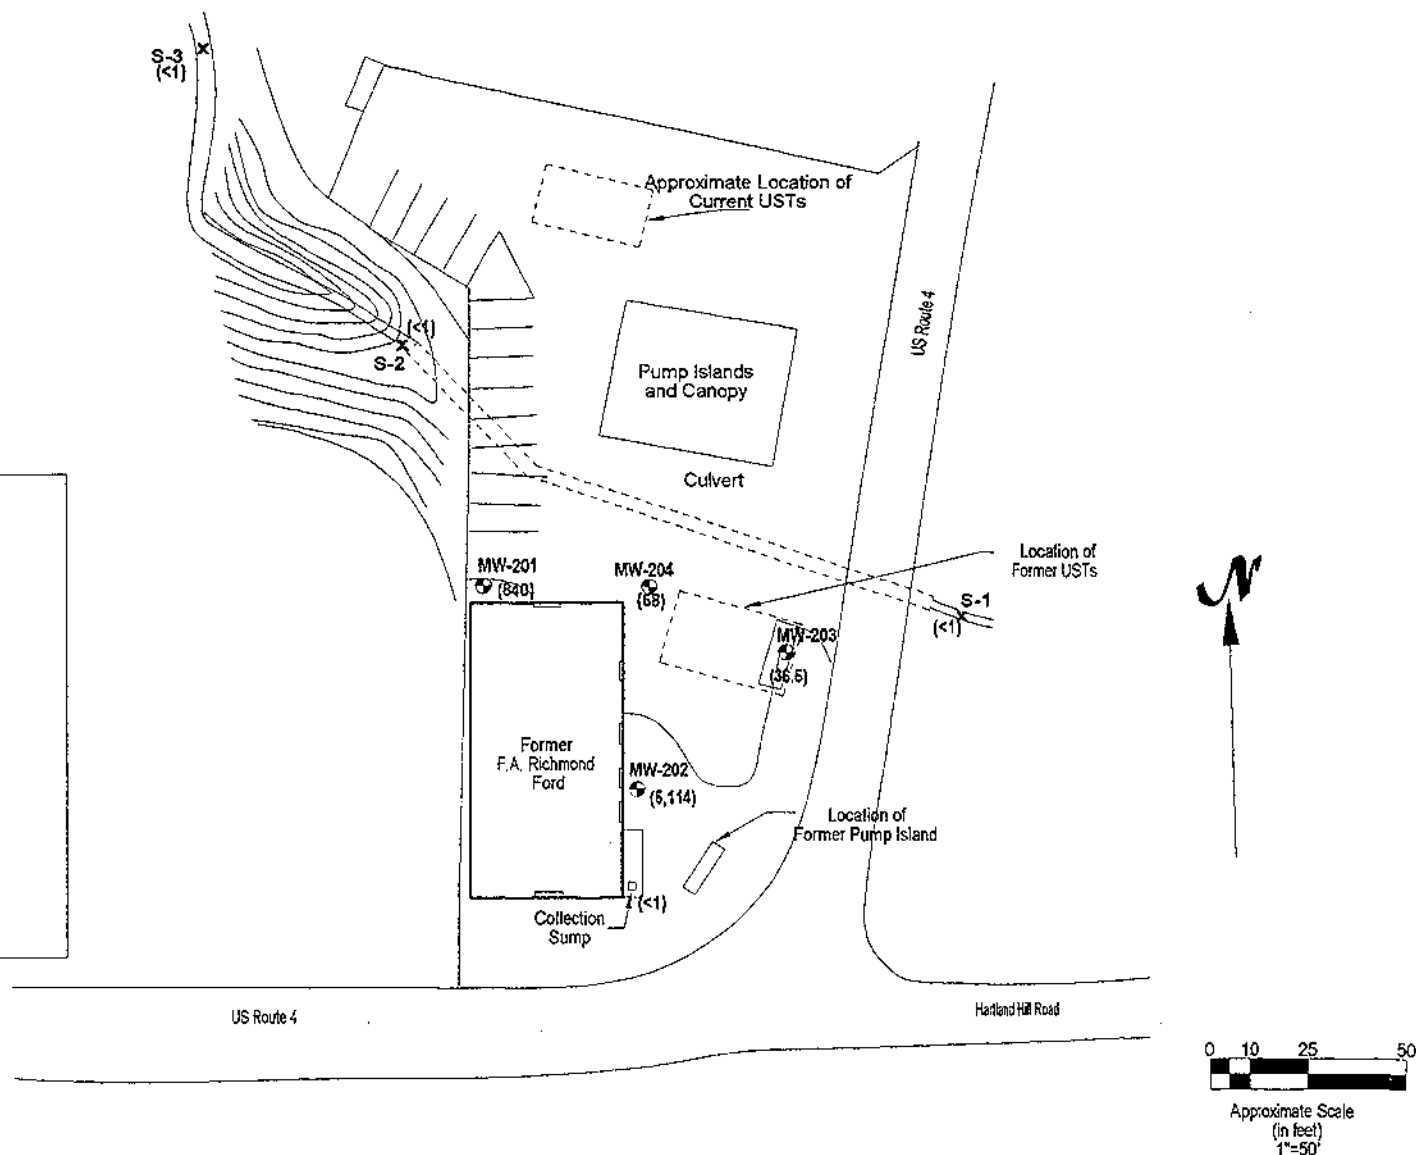 S-3
(<1)
Approximate Location of
Current USTs
US Route 4
(<1)
S-2
Pump Islands
and Canopy
Culvert
Location of
Former USTs
MW-201
(840)
MW-204
(68)
S-1
(<1)
MW-203
(36.5)
N
Former
F.A. Richmond
Ford
MW-202
(6,114)
Location of
Former Pump Island
(<1)
Collection
Sump
US Route 4
Hartland Hill Road
0 10 25 50
Approximate Scale
(in feet)
1"=50'